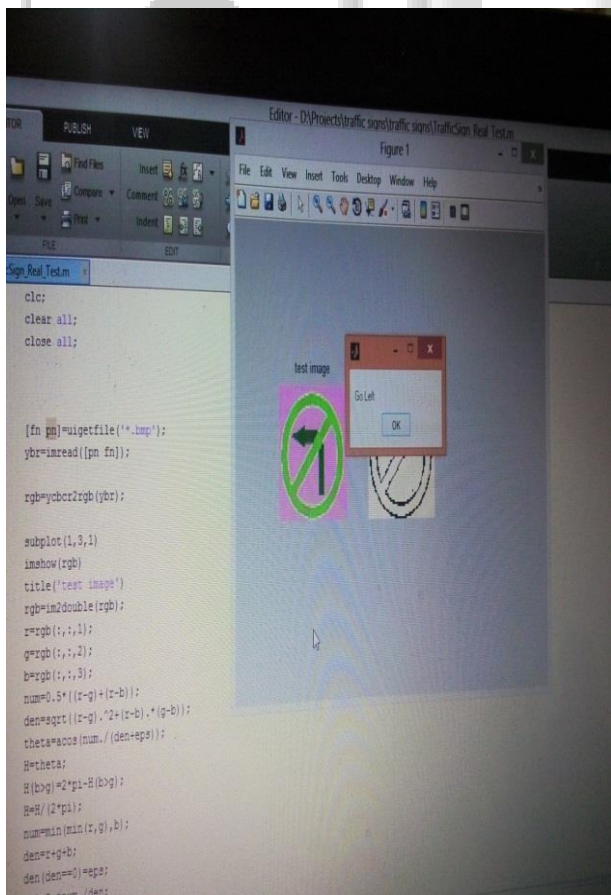 Editor - D:\Projects\traffic signs\traffic signs\TrafficSign_Real_Test.m
PUBLISH
VIEW
Find Files
Compare
Print
Open
Save
Insert
Comment
Indent
FILE
EDIT
Sign_Real_Test.m
Figure 1
File Edit View Insert Tools Desktop Window Help
test image
Go Left
OK
clc;
clear all;
close all;
[fn pn]=uigetfile('*.bmp');
ybr=imread([pn fn]);
rgb=ycbcr2rgb(ybr);
subplot(1,3,1)
imshow(rgb)
title('test image')
rgb=im2double(rgb);
r=rgb(:,:,1);
g=rgb(:,:,2);
b=rgb(:,:,3);
num=0.5*((r-g)+(r-b));
den=sqrt((r-g).^2+(r-b).*(g-b));
theta=acos(num./(den+eps));
H=theta;
H(b>g)=2*pi-H(b>g);
H=H/(2*pi);
num=min(min(r,g),b);
den=r+g+b;
den(den==0)=eps;